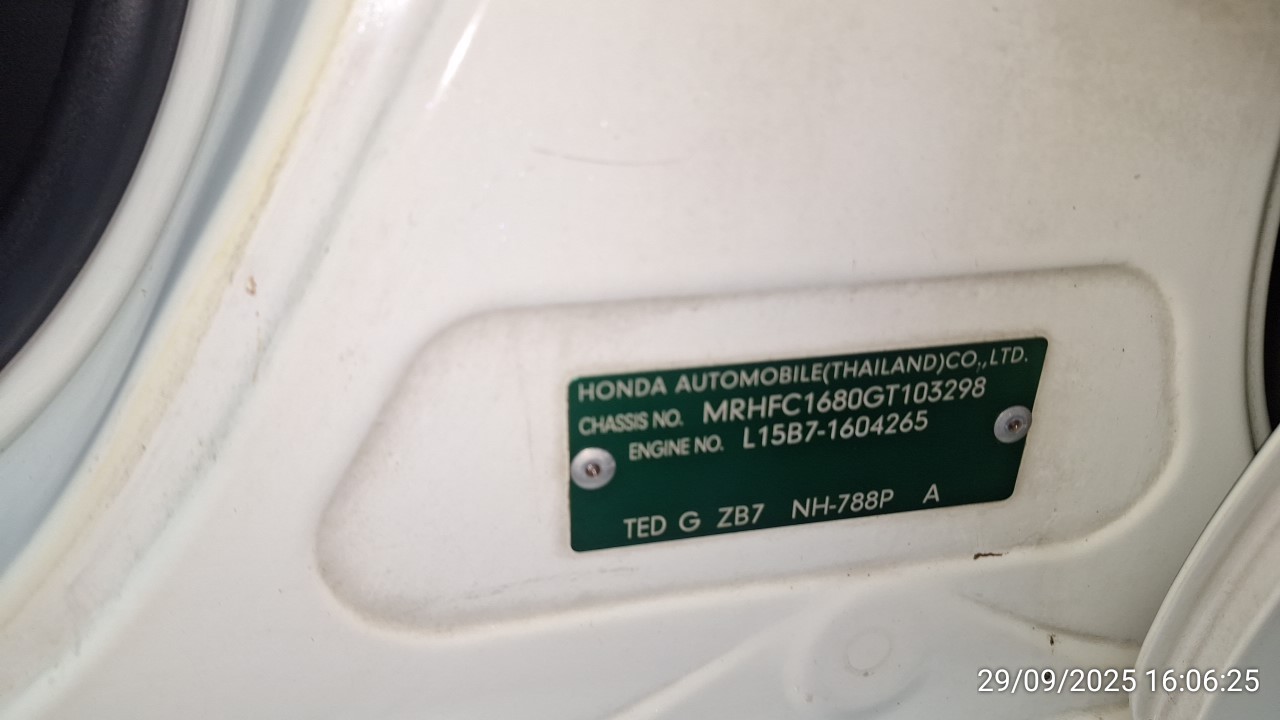 HONDA AUTOMOBILE(THAILAND)CO.,LTD.
CHASSIS NO. MRHFC1680GT103298
ENGINE NO. L15B7-1604265
TED G ZB7 NH-788P A
29/09/2025 16:06:25